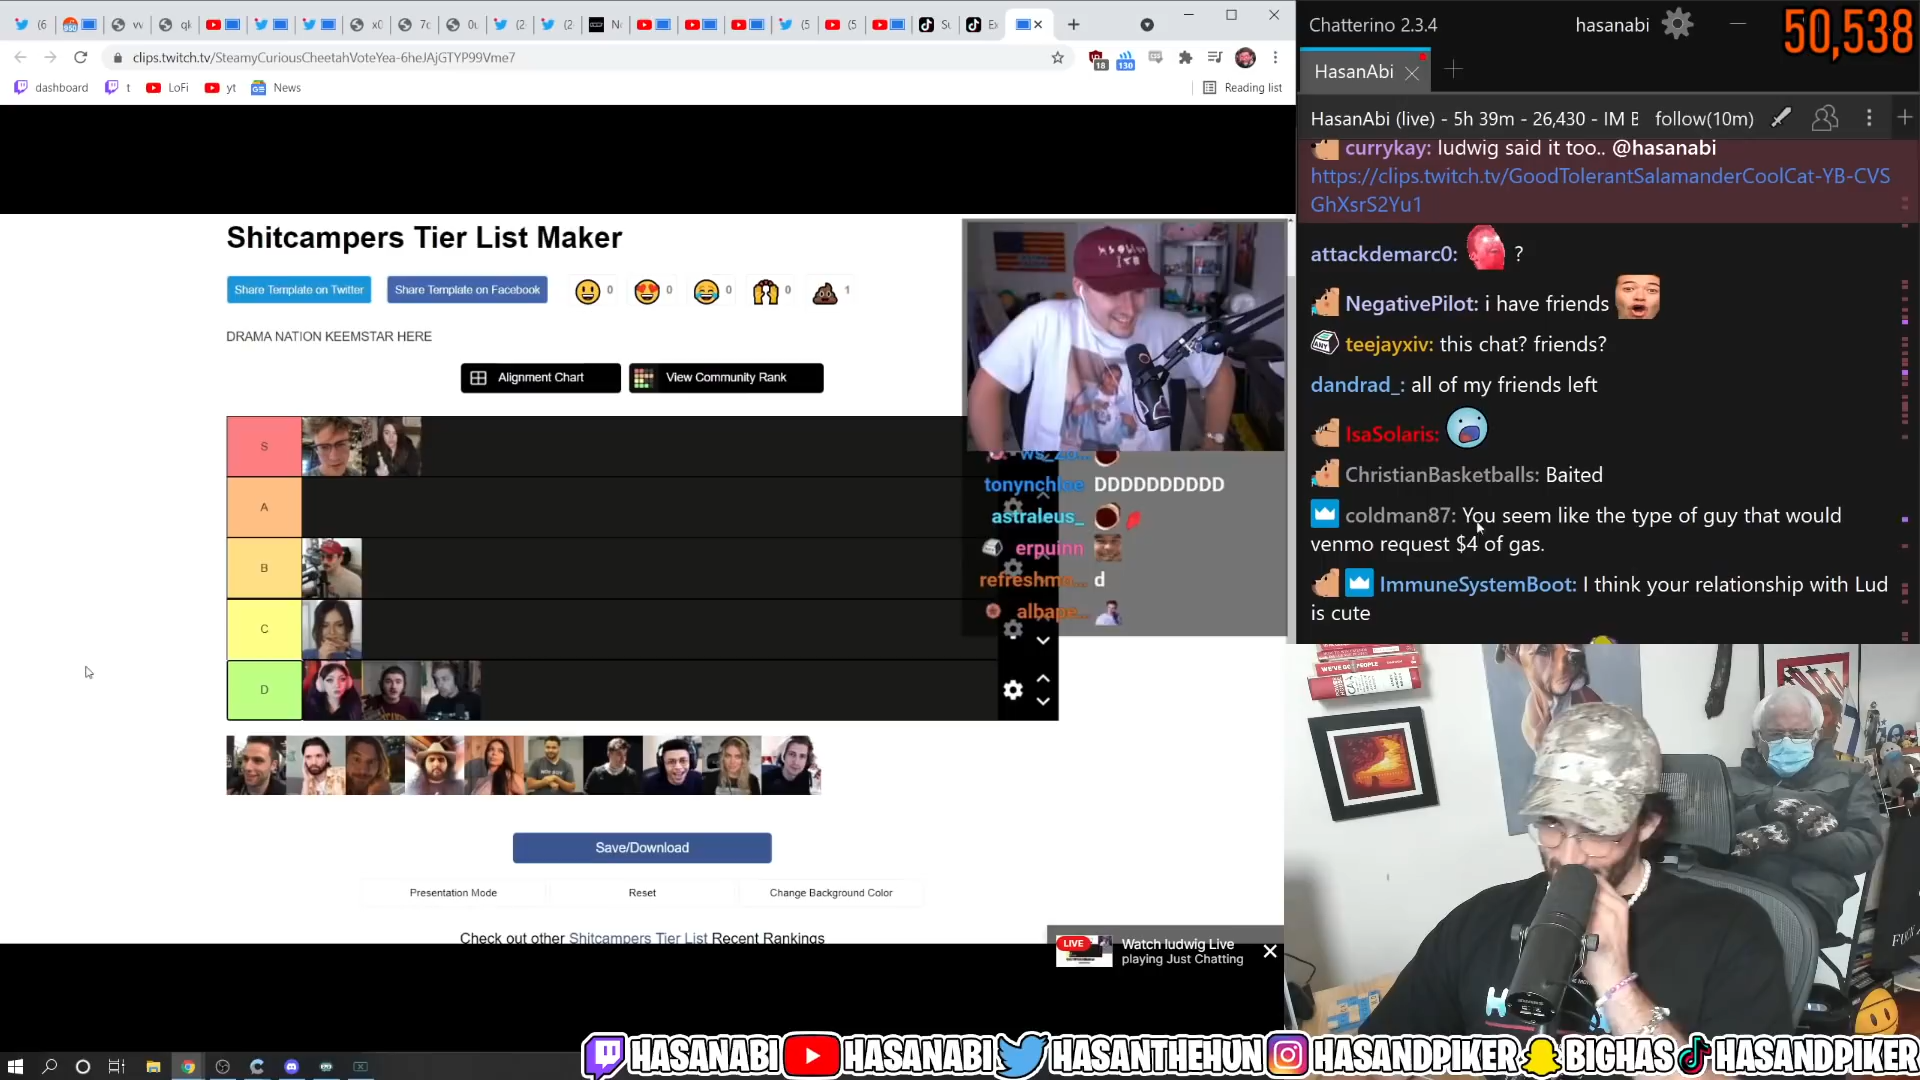 clips.twitch.tv/SteamyCuriousCheetahVoteYea-6heJAjGTYP99Vme7
18
130
dashboard
t
LoFi
yt
News
Reading list
Shitcampers Tier List Maker
Share Template on Twitter
Share Template on Facebook
0
0
0
0
1
DRAMA NATION KEEMSTAR HERE
Alignment Chart
View Community Rank
S
A
B
C
D
tonynchloe DDDDDDDDDD
astraleus_
erpuinn
refreshmo... d
albape...
Save/Download
Presentation Mode
Reset
Change Background Color
Check out other Shitcampers Tier List Recent Rankings
LIVE
Watch ludwig Live
playing Just Chatting
Chatterino 2.3.4
hasanabi
50,538
HasanAbi
HasanAbi (live) - 5h 39m - 26,430 - IM B
follow(10m)
currykay: ludwig said it too.. @hasanabi
https://clips.twitch.tv/GoodTolerantSalamanderCoolCat-YB-CVS
GhXsrS2Yu1
attackdemarc0: ?
NegativePilot: i have friends
teejayxiv: this chat? friends?
dandrad_: all of my friends left
IsaSolaris:
ChristianBasketballs: Baited
coldman87: You seem like the type of guy that would
venmo request $4 of gas.
ImmuneSystemBoot: I think your relationship with Lud
is cute
HASANABI
HASANABI
HASANTHEHUN
HASANDPIKER
BIGHAS
HASANDPIKER